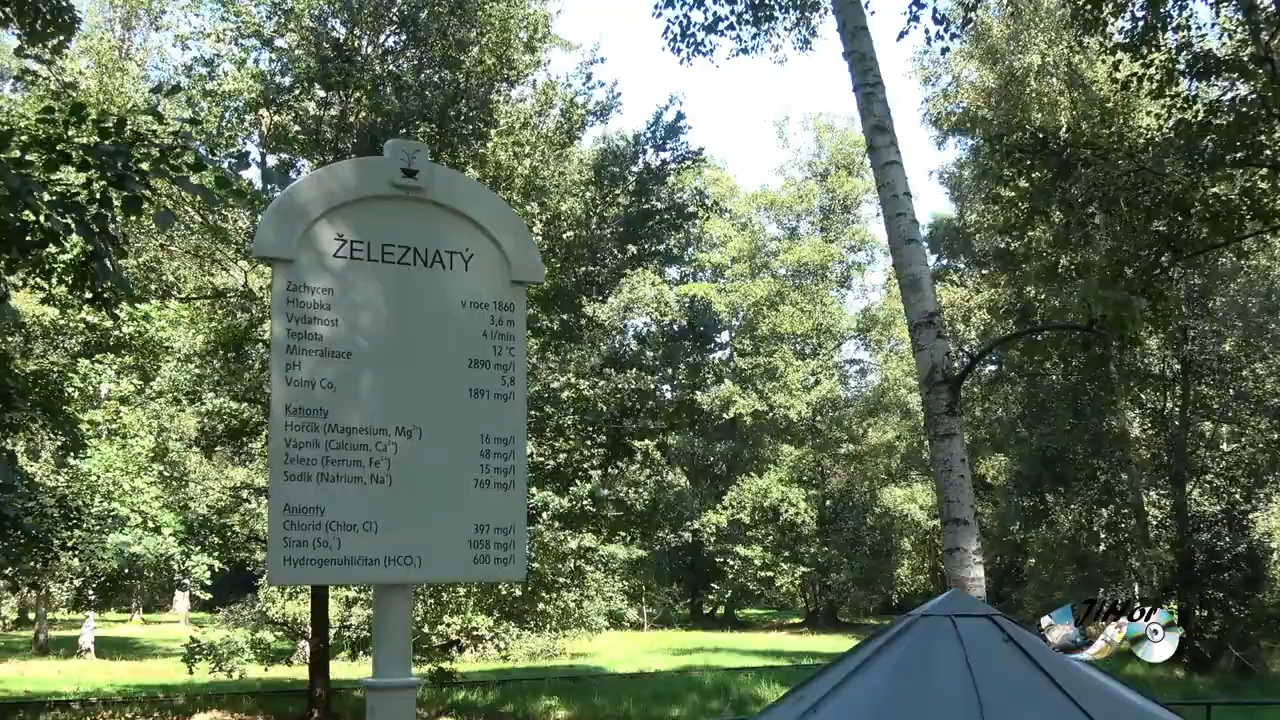 ŽELEZNATÝ
Zachycen v roce 1860
Hloubka 3,6 m
Vydatnost 4 l/min
Teplota 12 °C
Mineralizace 2890 mg/l
pH 5,8
Volný Co₂ 1891 mg/l
Kationty
Hořčík (Magnesium, Mg²⁺) 16 mg/l
Vápník (Calcium, Ca²⁺) 48 mg/l
Železo (Ferrum, Fe²⁺) 15 mg/l
Sodík (Natrium, Na⁺) 769 mg/l
Anionty
Chlorid (Chlor, Cl⁻) 397 mg/l
Síran (So₄²⁻) 1058 mg/l
Hydrogenuhličitan (HCO₃⁻) 600 mg/l
JIHor